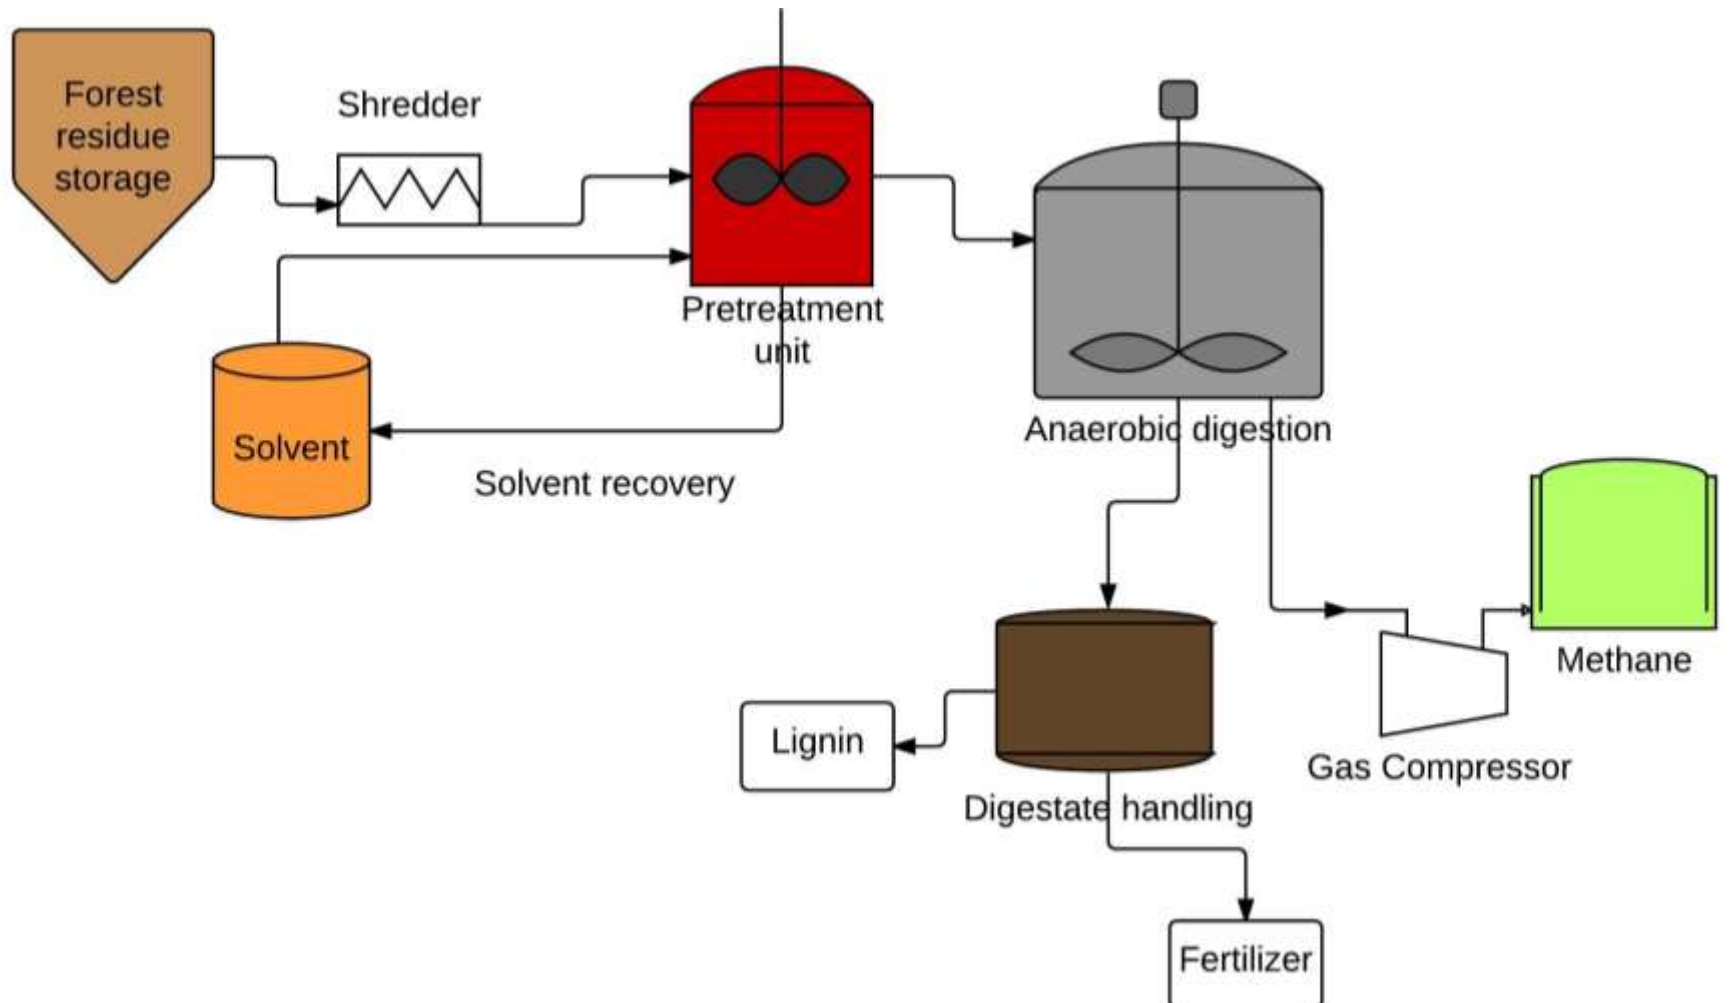 Forest
residue
storage
Shredder
Pretreatment
unit
Solvent
Solvent recovery
Anaerobic digestion
Methane
Lignin
Gas Compressor
Digestate handling
Fertilizer